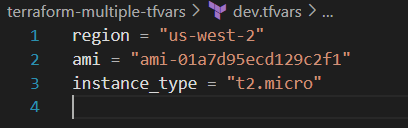 terraform-multiple-tfvars > dev.tfvars > ...
1 region = "us-west-2"
2 ami = "ami-01a7d95ecd129c2f1"
3 instance_type = "t2.micro"
4